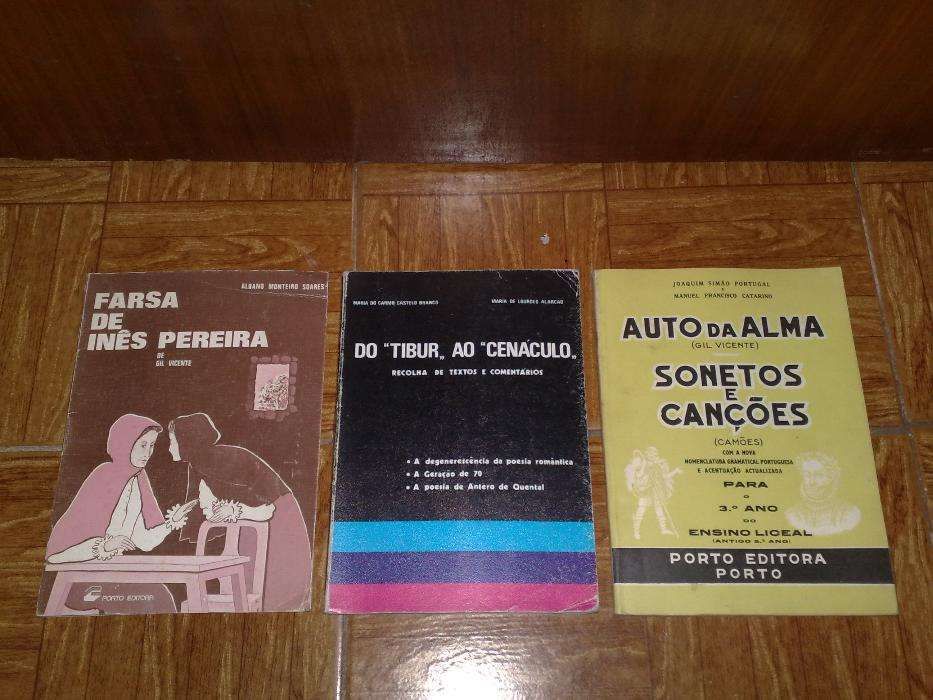 ALBANO MONTEIRO SOARES
FARSA
DE
INÊS PEREIRA
DE
GIL VICENTE
PORTO EDITORA
MARIA DO CARMO CASTELO BRANCO
MARIA DE LOURDES ALARCÃO
DO "TIBUR„ AO "CENÁCULO„
RECOLHA DE TEXTOS E COMENTÁRIOS
• A degenerescência da poesia romântica
• A Geração de 70
• A poesia de Antero de Quental
JOAQUIM SIMÃO PORTUGAL
E
MANUEL FRANCISCO CATARINO
AUTO DA ALMA
(GIL VICENTE)
SONETOS
E
CANÇÕES
(CAMÕES)
COM A NOVA
NOMENCLATURA GRAMATICAL PORTUGUESA
E ACENTUAÇÃO ACTUALIZADA
PARA
O
3.º ANO
DO
ENSINO LICEAL
(ANTIGO 5.º ANO)
PORTO EDITORA
PORTO